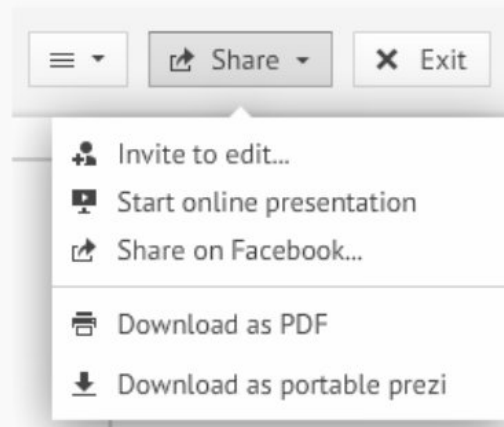 Share
Exit
Invite to edit...
Start online presentation
Share on Facebook...
Download as PDF
Download as portable prezi